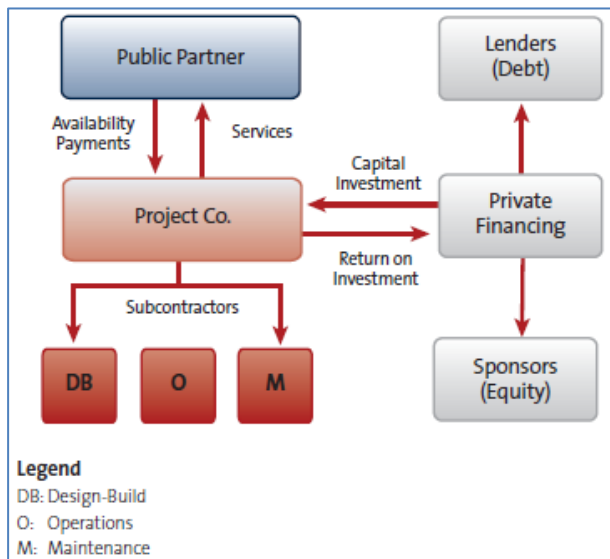 Public Partner
Lenders
(Debt)
Availability
Payments
Services
Capital
Investment
Project Co.
Private
Financing
Return on
Investment
Subcontractors
DB
O
M
Sponsors
(Equity)
Legend
DB: Design-Build
O: Operations
M: Maintenance